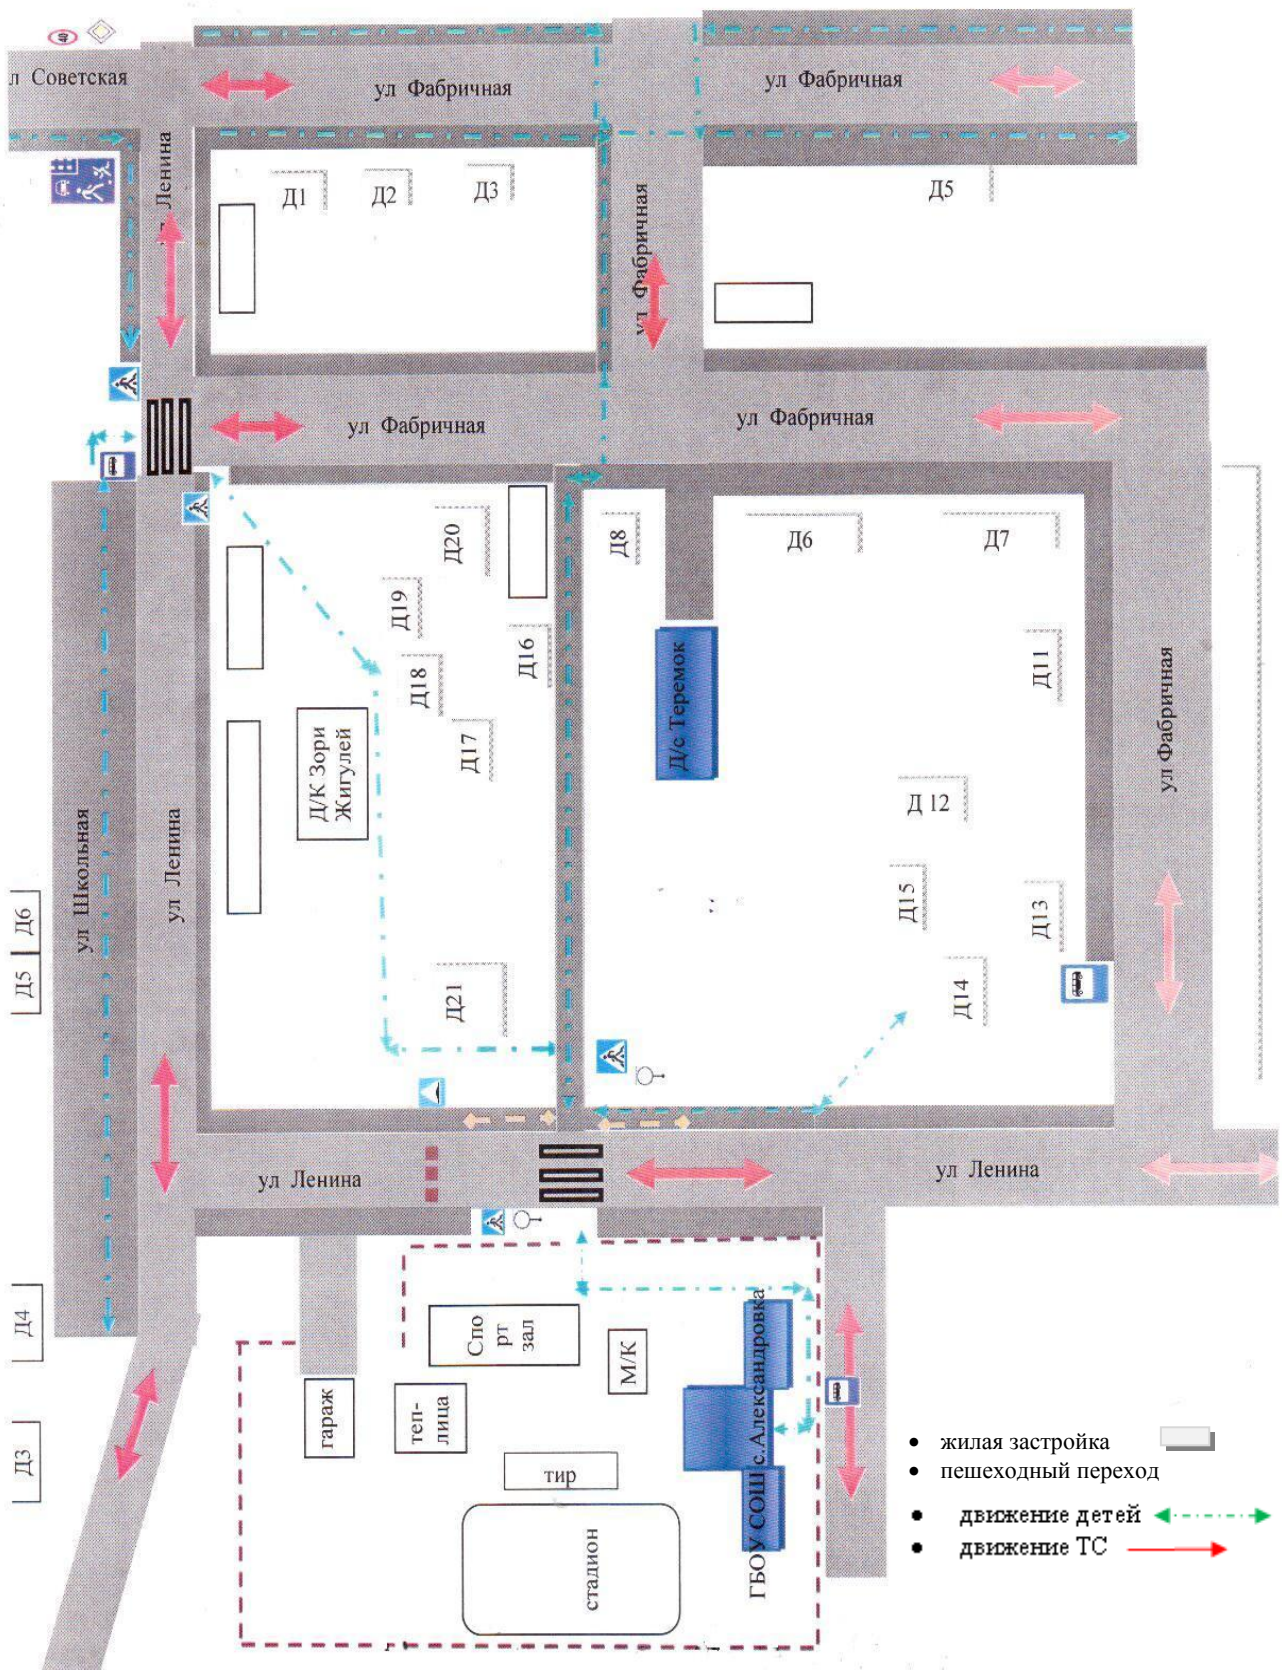 40
л Советская
ул Фабричная
ул Фабричная
ул Ленина
Д1
Д2
Д3
ул Фабричная
Д5
ул Фабричная
ул Фабричная
Д20
Д8
Д6
Д7
Д19
Д16
Д18
Д11
Д17
Д/с Теремок
ул Фабричная
Д/К Зори
Жигулей
Д 12
ул Школьная
ул Ленина
Д6
Д5
Д15
Д13
Д21
Д14
ул Ленина
ул Ленина
Д4
Спо
рт
зал
М/К
ГБОУ СОШ с.Александровка
гараж
теп-
лица
Д3
тир
стадион
жилая застройка
пешеходный переход
движение детей
движение ТС